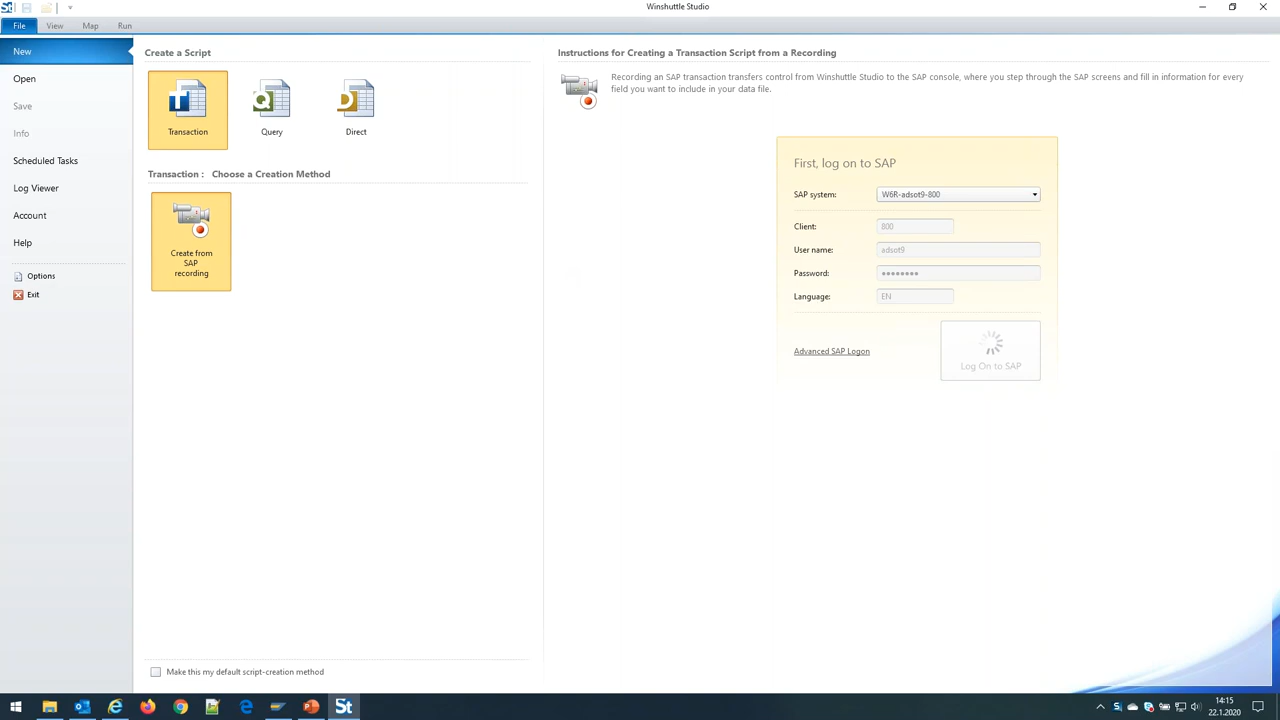 St
Winshuttle Studio
File View Map Run
New
Open
Save
Info
Scheduled Tasks
Log Viewer
Account
Help
Options
Exit
Create a Script
T Transaction
Q Query
D Direct
Transaction : Choose a Creation Method
Create from
SAP
recording
Make this my default script-creation method
Instructions for Creating a Transaction Script from a Recording
Recording an SAP transaction transfers control from Winshuttle Studio to the SAP console, where you step through the SAP screens and fill in information for every
field you want to include in your data file.
First, log on to SAP
SAP system: W6R-adsot9-800
Client: 800
User name: adsot9
Password: ••••••••
Language: EN
Advanced SAP Logon
Log On to SAP
St
14:15
22.1.2020